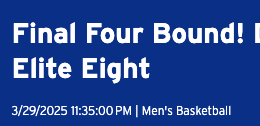 Final Four Bound!
Elite Eight
3/29/2025 11:35:00 PM | Men's Basketball